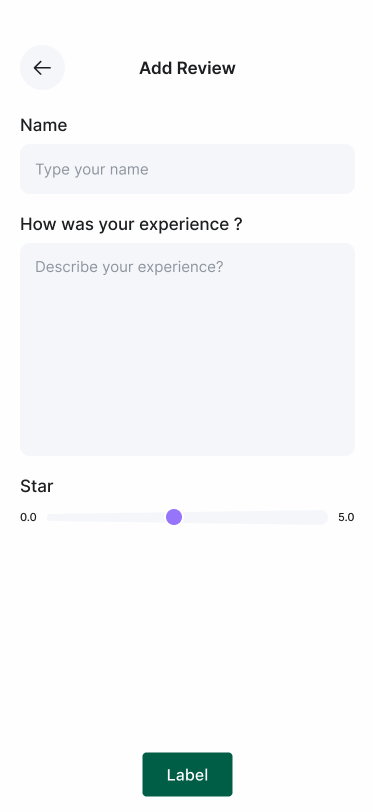 Add Review
Name
Type your name
How was your experience ?
Describe your experience?
Star
0.0 5.0
Label